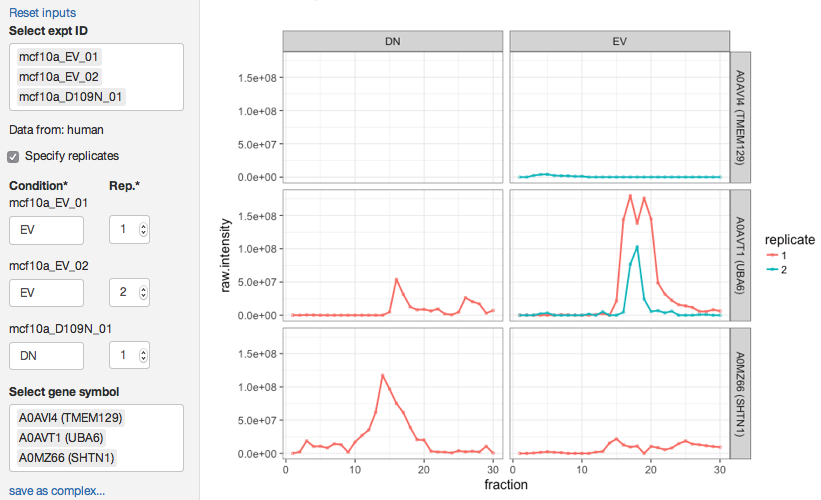 Reset inputs
Select expt ID
mcf10a_EV_01
mcf10a_EV_02
mcf10a_D109N_01
Data from: human
Specify replicates
Condition* Rep.*
mcf10a_EV_01
EV 1
mcf10a_EV_02
EV 2
mcf10a_D109N_01
DN 1
Select gene symbol
A0AVI4 (TMEM129)
A0AVT1 (UBA6)
A0MZ66 (SHTN1)
save as complex...
DN EV
1.5e+08
1.0e+08
5.0e+07
0.0e+00
A0AVI4 (TMEM129)
1.5e+08
1.0e+08
5.0e+07
0.0e+00
A0AVT1 (UBA6)
1.5e+08
1.0e+08
5.0e+07
0.0e+00
A0MZ66 (SHTN1)
raw.intensity
0 10 20 30 0 10 20 30
fraction
replicate
1
2